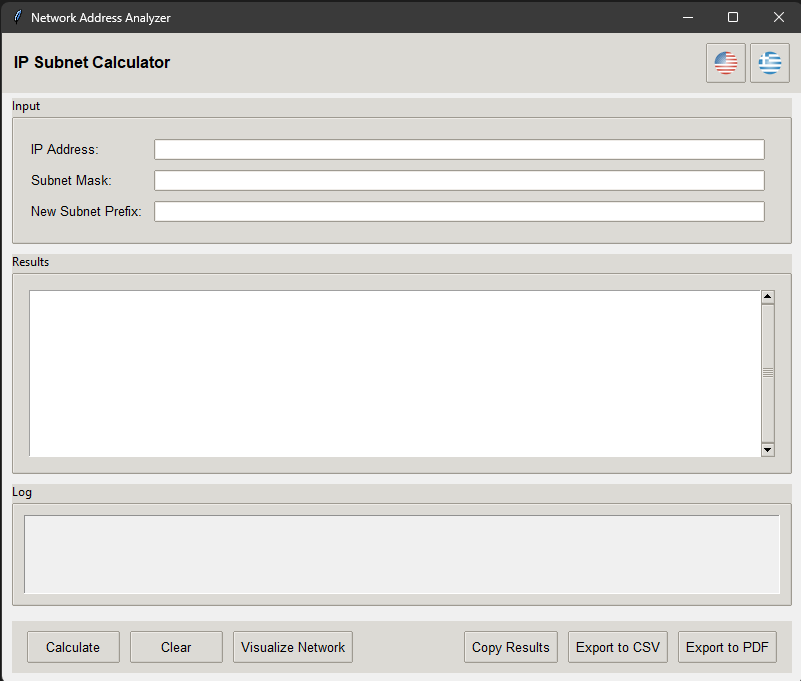 Network Address Analyzer
IP Subnet Calculator
Input
IP Address:
Subnet Mask:
New Subnet Prefix:
Results
Log
Calculate Clear Visualize Network Copy Results Export to CSV Export to PDF